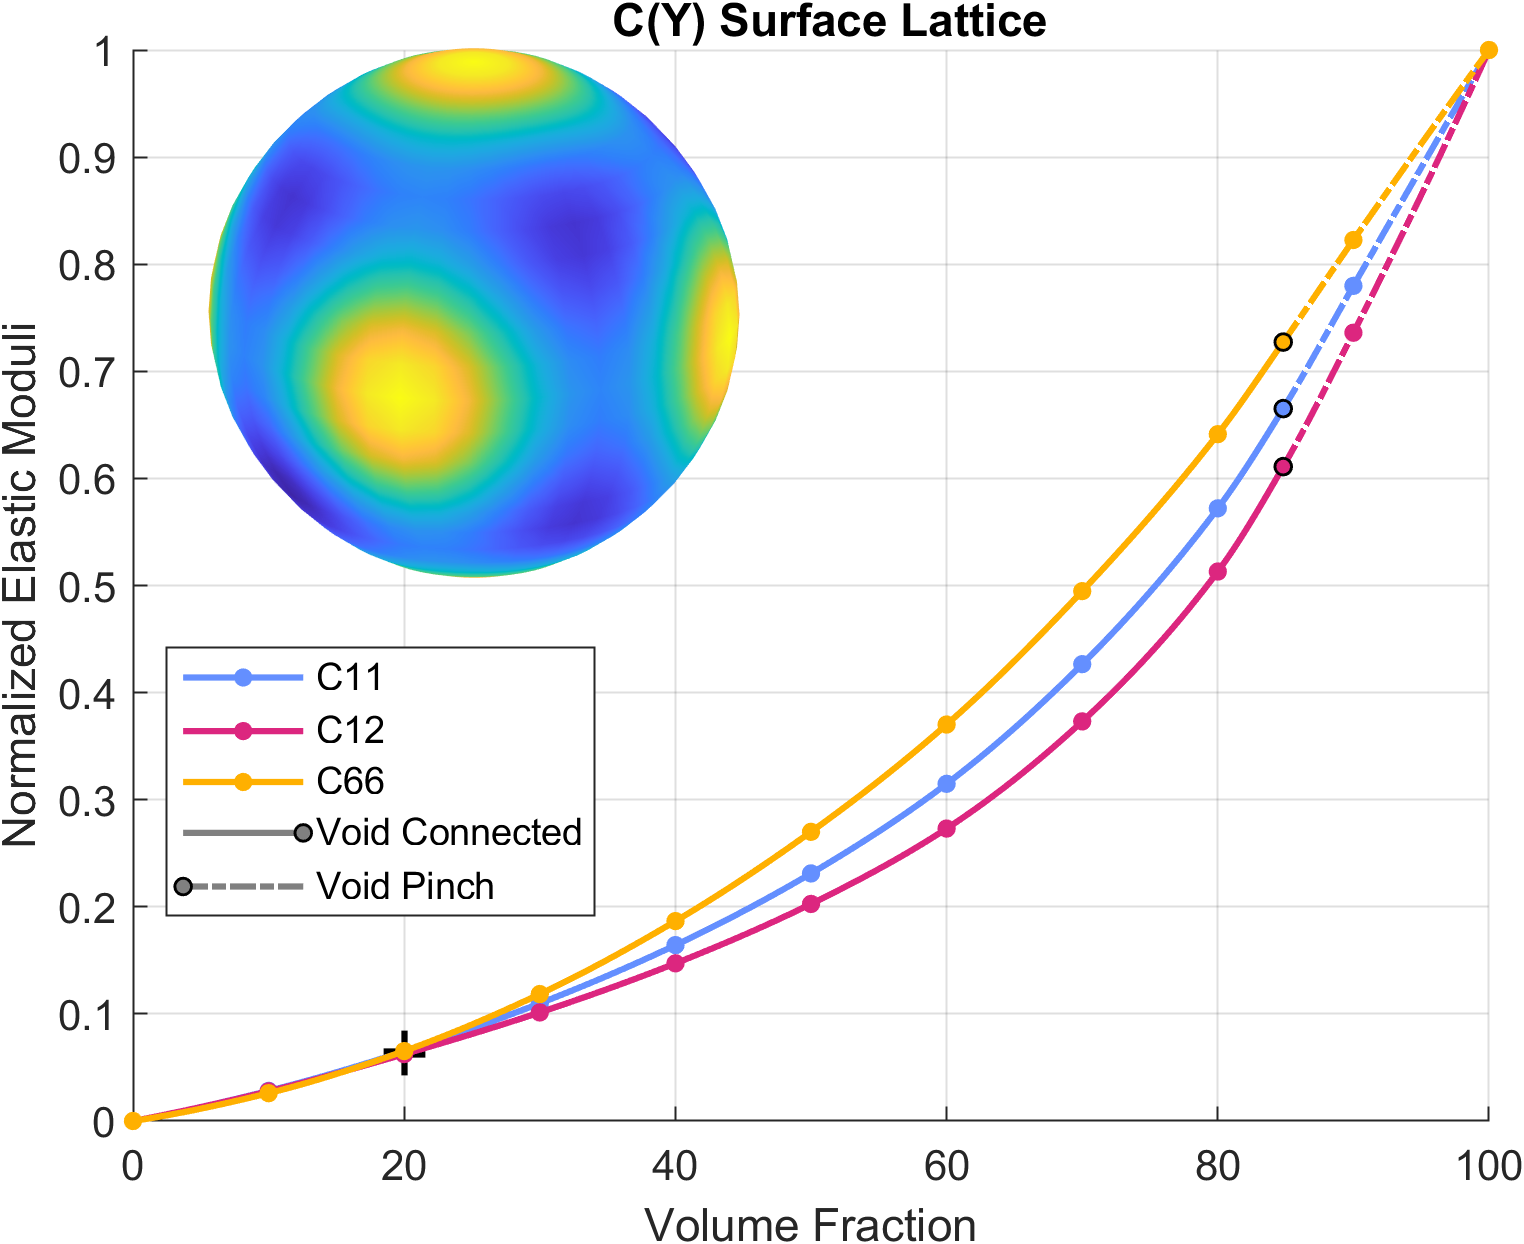 C(Y) Surface Lattice
Normalized Elastic Moduli
1
0.9
0.8
0.7
0.6
0.5
0.4
0.3
0.2
0.1
0
C11
C12
C66
Void Connected
Void Pinch
0 20 40 60 80 100
Volume Fraction